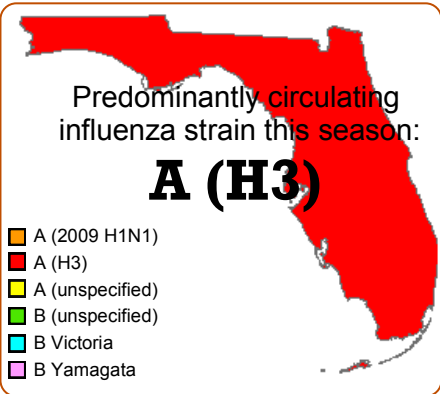 Predominantly circulating
influenza strain this season:
A (H3)
A (2009 H1N1)
A (H3)
A (unspecified)
B (unspecified)
B Victoria
B Yamagata